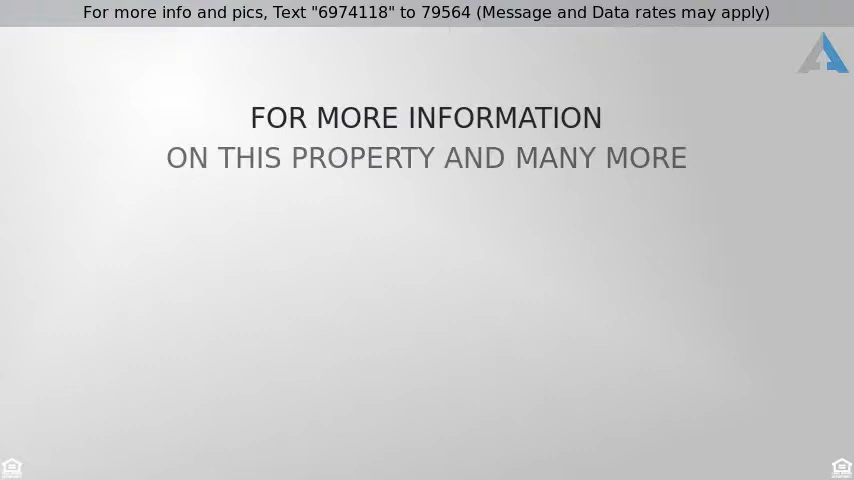 For more info and pics, Text "6974118" to 79564 (Message and Data rates may apply)
FOR MORE INFORMATION
ON THIS PROPERTY AND MANY MORE